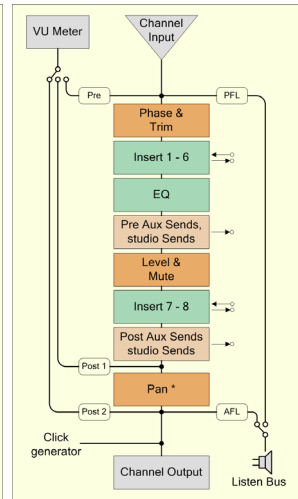 VU Meter
Channel
Input
Pre
PFL
Phase &
Trim
Insert 1 - 6
EQ
Pre Aux Sends,
studio Sends
Level &
Mute
Insert 7 - 8
Post Aux Sends
studio Sends
Post 1
Pan *
Post 2
AFL
Click
generator
Channel Output
Listen Bus